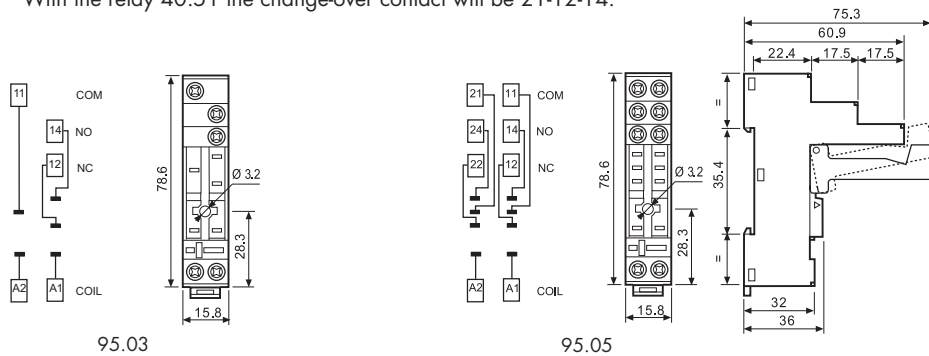 With the relay 40.51 the change-over contact will be 21-12-14.
75.3
60.9
22.4 17.5 17.5
11 COM
14 NO
12 NC
78.6
Ø 3.2
28.3
A2 A1 COIL
15.8
95.03
21 11 COM
24 14 NO
22 12 NC
78.6
Ø 3.2
28.3
A2 A1 COIL
15.8
95.05
=
35.4
=
32
36